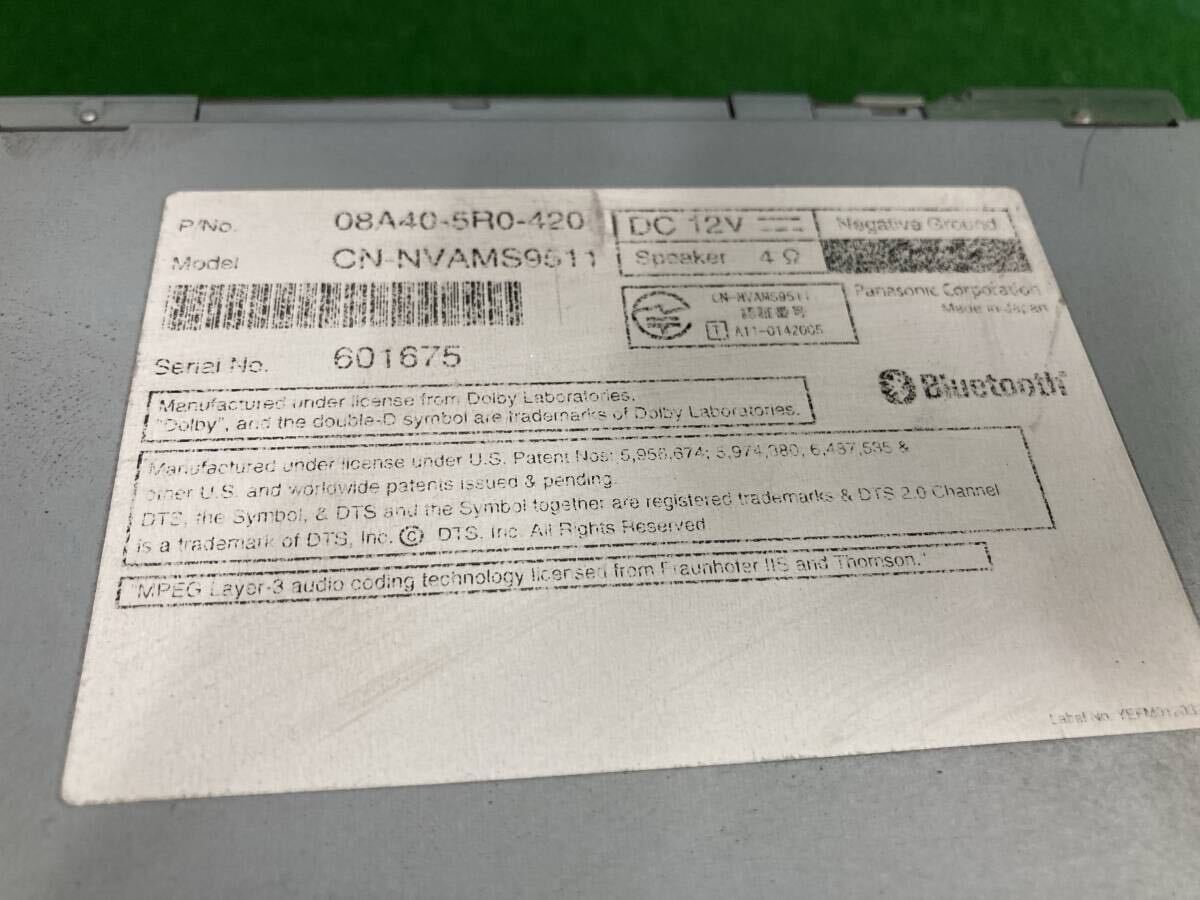 P/No. 08A40-5R0-420
Model CN-NVAMS9511
Serial No. 601675
DC 12V
Negative Ground
Speaker 4Ω
CN-NVAMS9511
認証番号
T A11-0142005
Panasonic Corporation
Made in Japan
Bluetooth
Manufactured under license from Dolby Laboratories.
"Dolby", and the double-D symbol are trademarks of Dolby Laboratories.
Manufactured under license under U.S. Patent Nos: 5,956,674; 5,974,380; 6,487,535 &
other U.S. and worldwide patents issued & pending.
DTS, the Symbol, & DTS and the Symbol together are registered trademarks & DTS 2.0 Channel
is a trademark of DTS, Inc. © DTS, Inc. All Rights Reserved
"MPEG Layer-3 audio coding technology licensed from Fraunhofer IIS and Thomson."
Label No.